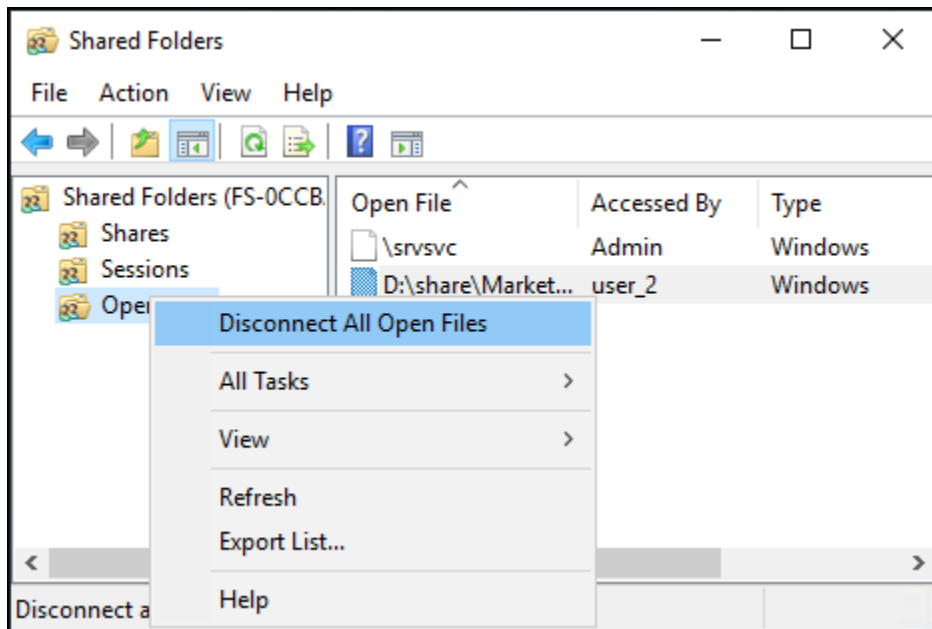 Shared Folders
File Action View Help
Shared Folders (FS-0CCB.
Shares
Sessions
Ope
Open File Accessed By Type
\srvsvc Admin Windows
D:\share\Market... user_2 Windows
Disconnect All Open Files
All Tasks
View
Refresh
Export List...
Help
Disconnect a